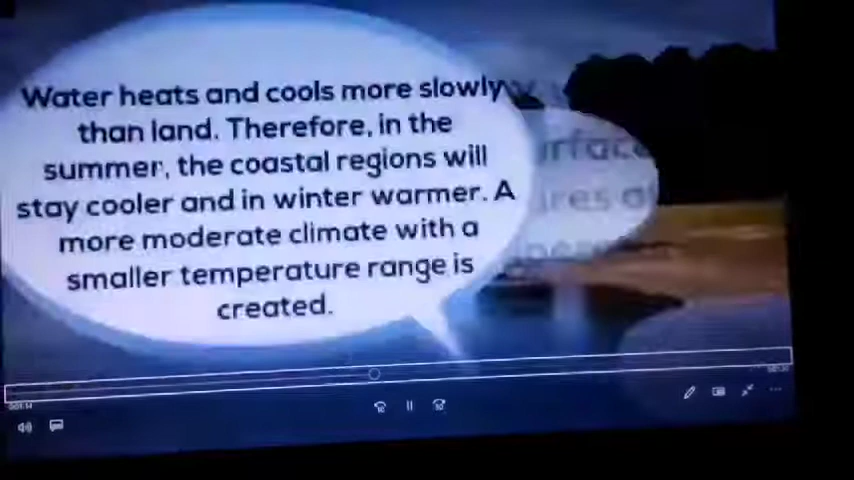 Water heats and cools more slowly
than land. Therefore, in the
summer, the coastal regions will
stay cooler and in winter warmer. A
more moderate climate with a
smaller temperature range is
created.